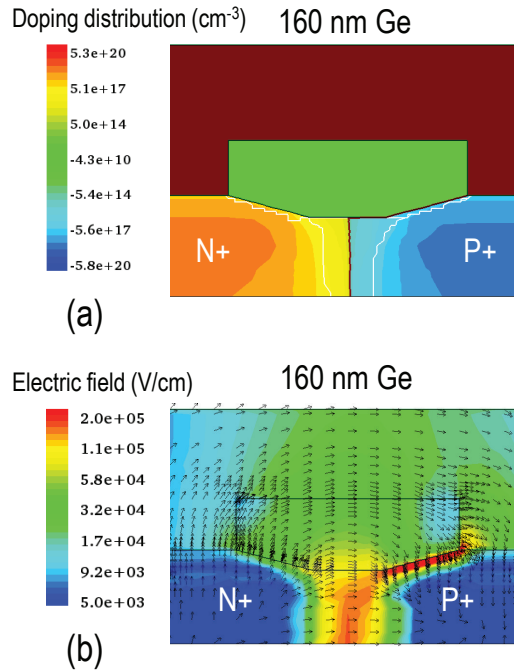 Doping distribution (cm⁻³)
160 nm Ge
5.3e+20
5.1e+17
5.0e+14
-4.3e+10
-5.4e+14
-5.6e+17
-5.8e+20
N+
P+
(a)
Electric field (V/cm)
160 nm Ge
2.0e+05
1.1e+05
5.8e+04
3.2e+04
1.7e+04
9.2e+03
5.0e+03
N+
P+
(b)